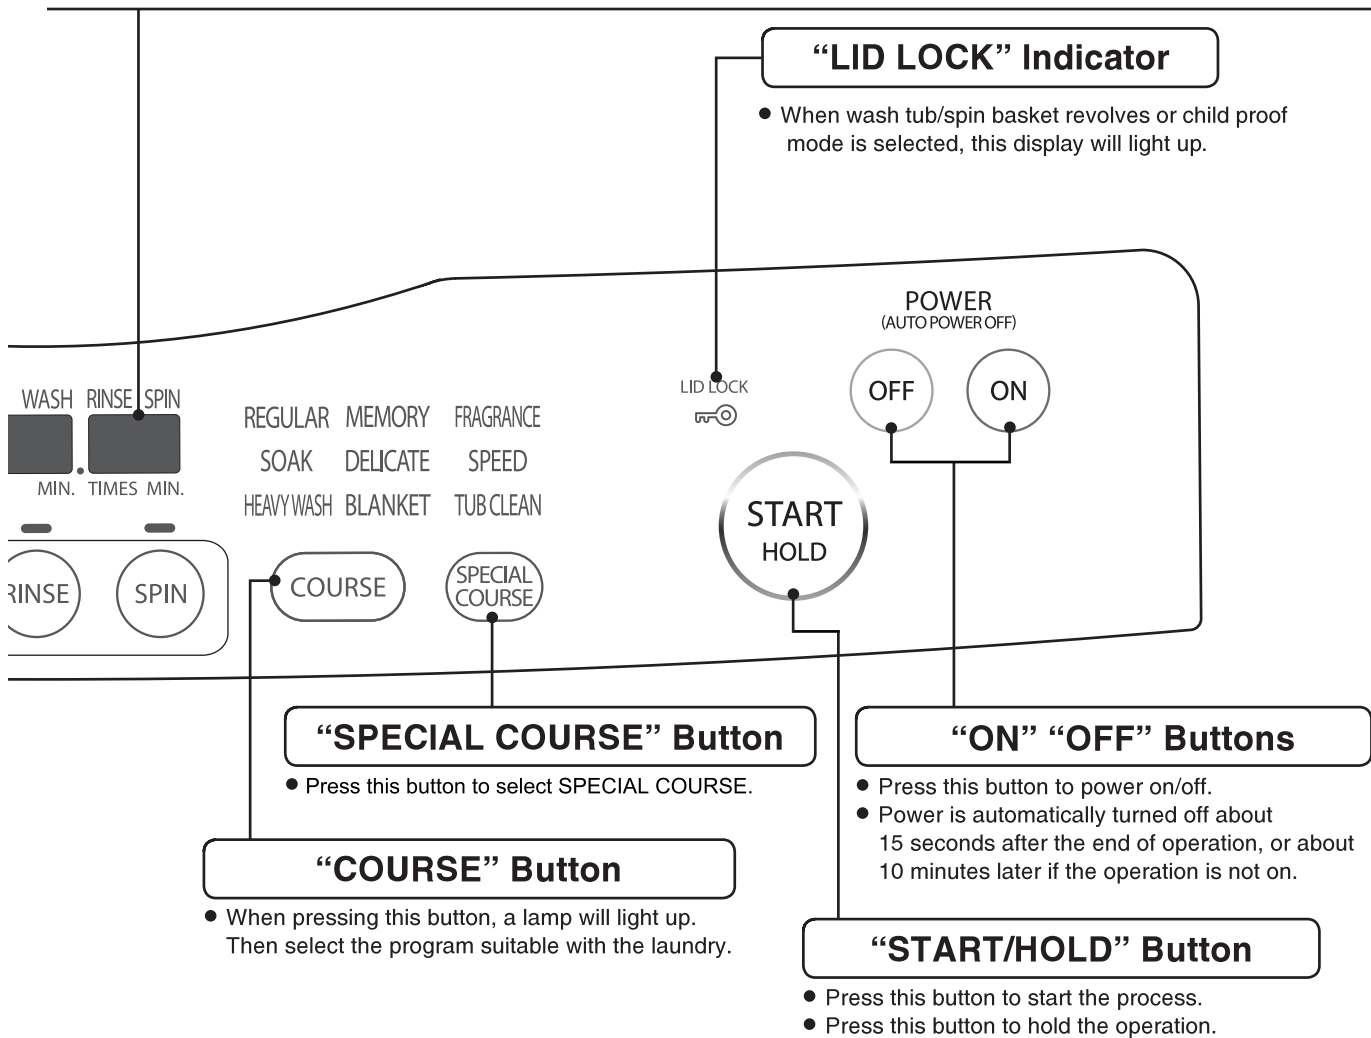 “LID LOCK” Indicator
● When wash tub/spin basket revolves or child proof
mode is selected, this display will light up.
POWER
(AUTO POWER OFF)
OFF ON
LID LOCK
WASH RINSE SPIN
MIN. TIMES MIN.
REGULAR MEMORY FRAGRANCE
SOAK DELICATE SPEED
HEAVY WASH BLANKET TUB CLEAN
START
HOLD
RINSE SPIN
COURSE
SPECIAL
COURSE
“SPECIAL COURSE” Button
● Press this button to select SPECIAL COURSE.
“ON” “OFF” Buttons
● Press this button to power on/off.
● Power is automatically turned off about
15 seconds after the end of operation, or about
10 minutes later if the operation is not on.
“COURSE” Button
● When pressing this button, a lamp will light up.
Then select the program suitable with the laundry.
“START/HOLD” Button
● Press this button to start the process.
● Press this button to hold the operation.